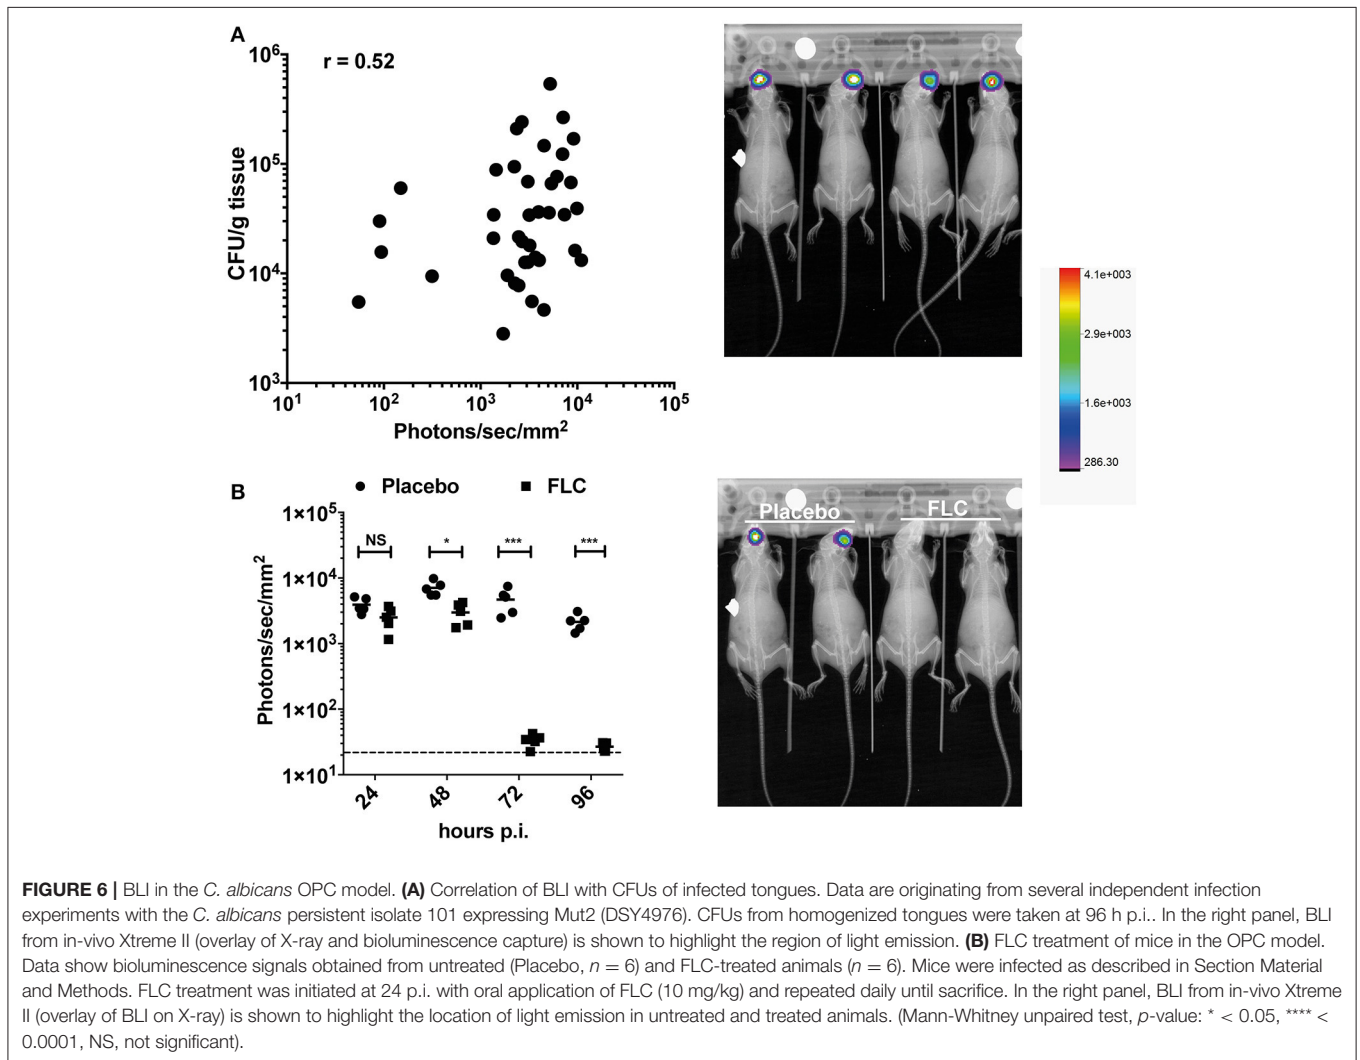 A
r = 0.52
10⁶
10⁵
10⁴
10³
CFU/g tissue
10¹ 10² 10³ 10⁴ 10⁵
Photons/sec/mm²
4.1e+003
2.9e+003
1.6e+003
286.30
B
Placebo FLC
1×10⁵
1×10⁴
1×10³
1×10²
1×10¹
Photons/sec/mm²
NS * *** ***
24 48 72 96
hours p.i.
Placebo FLC
FIGURE 6 | BLI in the C. albicans OPC model. (A) Correlation of BLI with CFUs of infected tongues. Data are originating from several independent infection
experiments with the C. albicans persistent isolate 101 expressing Mut2 (DSY4976). CFUs from homogenized tongues were taken at 96 h p.i.. In the right panel, BLI
from in-vivo Xtreme II (overlay of X-ray and bioluminescence capture) is shown to highlight the region of light emission. (B) FLC treatment of mice in the OPC model.
Data show bioluminescence signals obtained from untreated (Placebo, n = 6) and FLC-treated animals (n = 6). Mice were infected as described in Section Material
and Methods. FLC treatment was initiated at 24 p.i. with oral application of FLC (10 mg/kg) and repeated daily until sacrifice. In the right panel, BLI from in-vivo Xtreme
II (overlay of BLI on X-ray) is shown to highlight the location of light emission in untreated and treated animals. (Mann-Whitney unpaired test, p-value: * < 0.05, **** <
0.0001, NS, not significant).